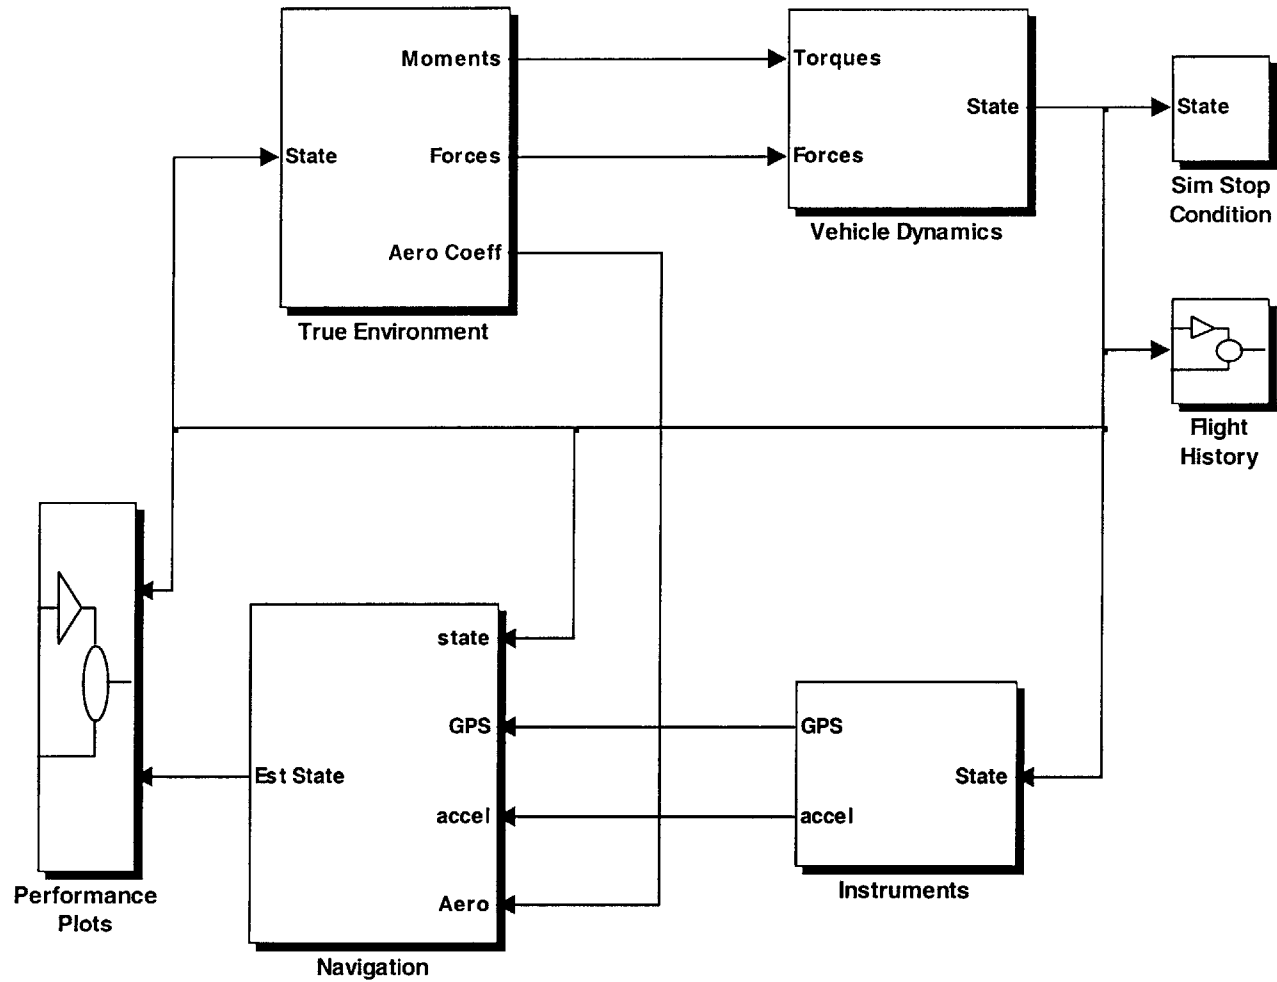 Moments
State
Forces
Aero Coeff
True Environment
Torques
State
Forces
Vehicle Dynamics
State
Sim Stop
Condition
Flight
History
Performance
Plots
state
GPS
Est State
accel
Aero
Navigation
GPS
State
accel
Instruments